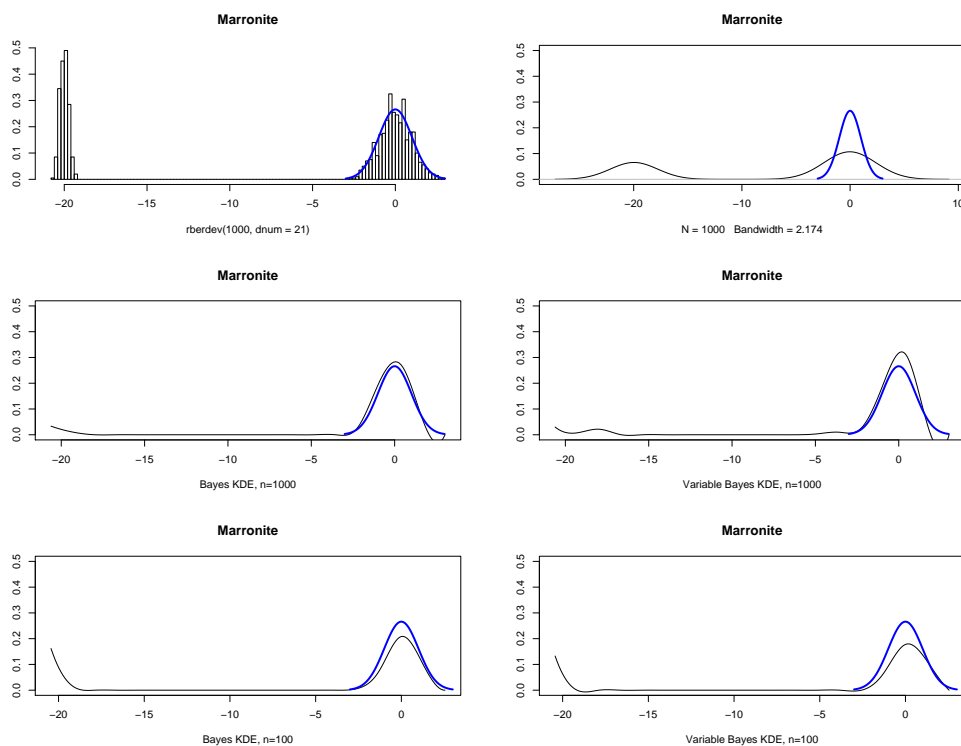 Marronite
0.0 0.1 0.2 0.3 0.4 0.5
−20 −15 −10 −5 0
rberdev(1000, dnum = 21)
Marronite
0.0 0.1 0.2 0.3 0.4 0.5
−20 −10 0 10
N = 1000 Bandwidth = 2.174
Marronite
0.0 0.1 0.2 0.3 0.4 0.5
−20 −15 −10 −5 0
Bayes KDE, n=1000
Marronite
0.0 0.1 0.2 0.3 0.4 0.5
−20 −15 −10 −5 0
Variable Bayes KDE, n=1000
Marronite
0.0 0.1 0.2 0.3 0.4 0.5
−20 −15 −10 −5 0
Bayes KDE, n=100
Marronite
0.0 0.1 0.2 0.3 0.4 0.5
−20 −15 −10 −5 0
Variable Bayes KDE, n=100